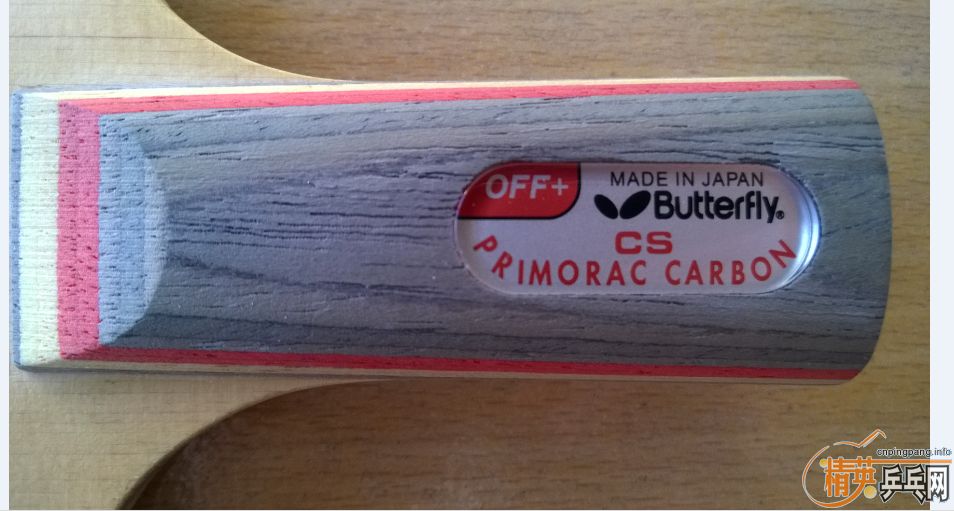 OFF+
MADE IN JAPAN
Butterfly®
CS
PRIMORAC CARBON
cnpingpang.info
精英乒乓网